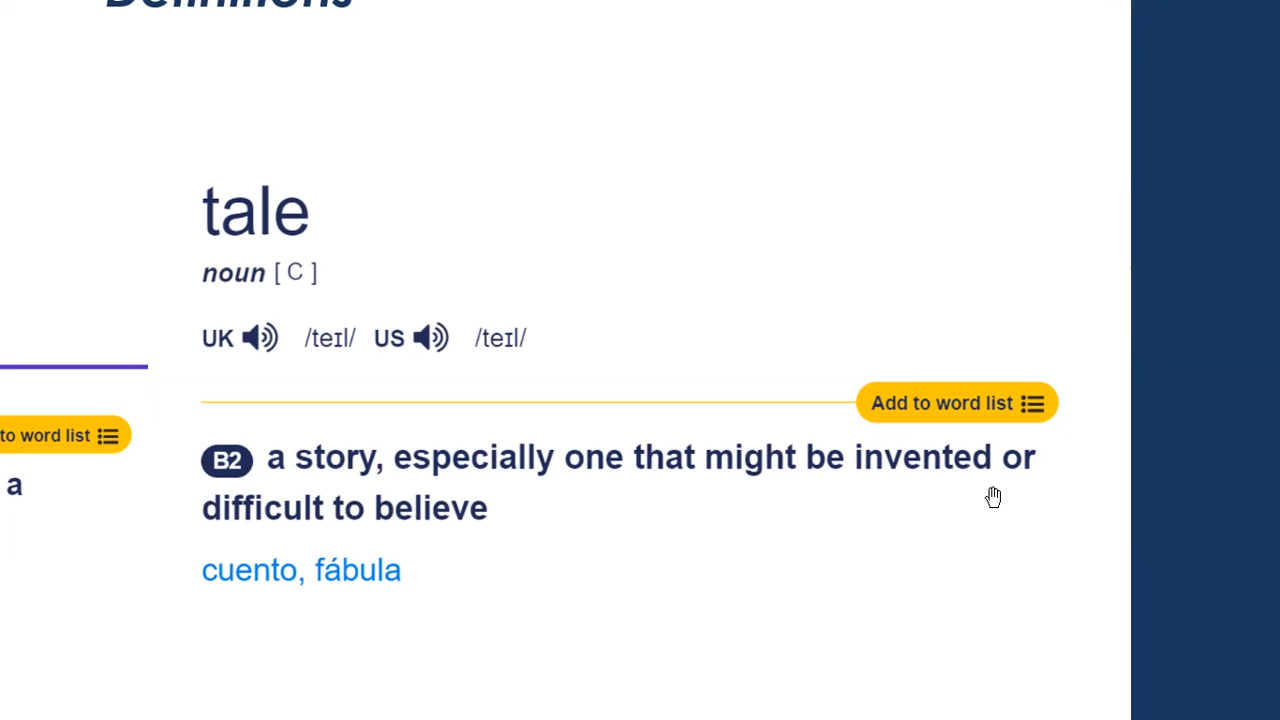 Definitions
tale
noun [ C ]
UK /teɪl/ US /teɪl/
to word list
Add to word list
a
B2 a story, especially one that might be invented or
difficult to believe
cuento, fábula